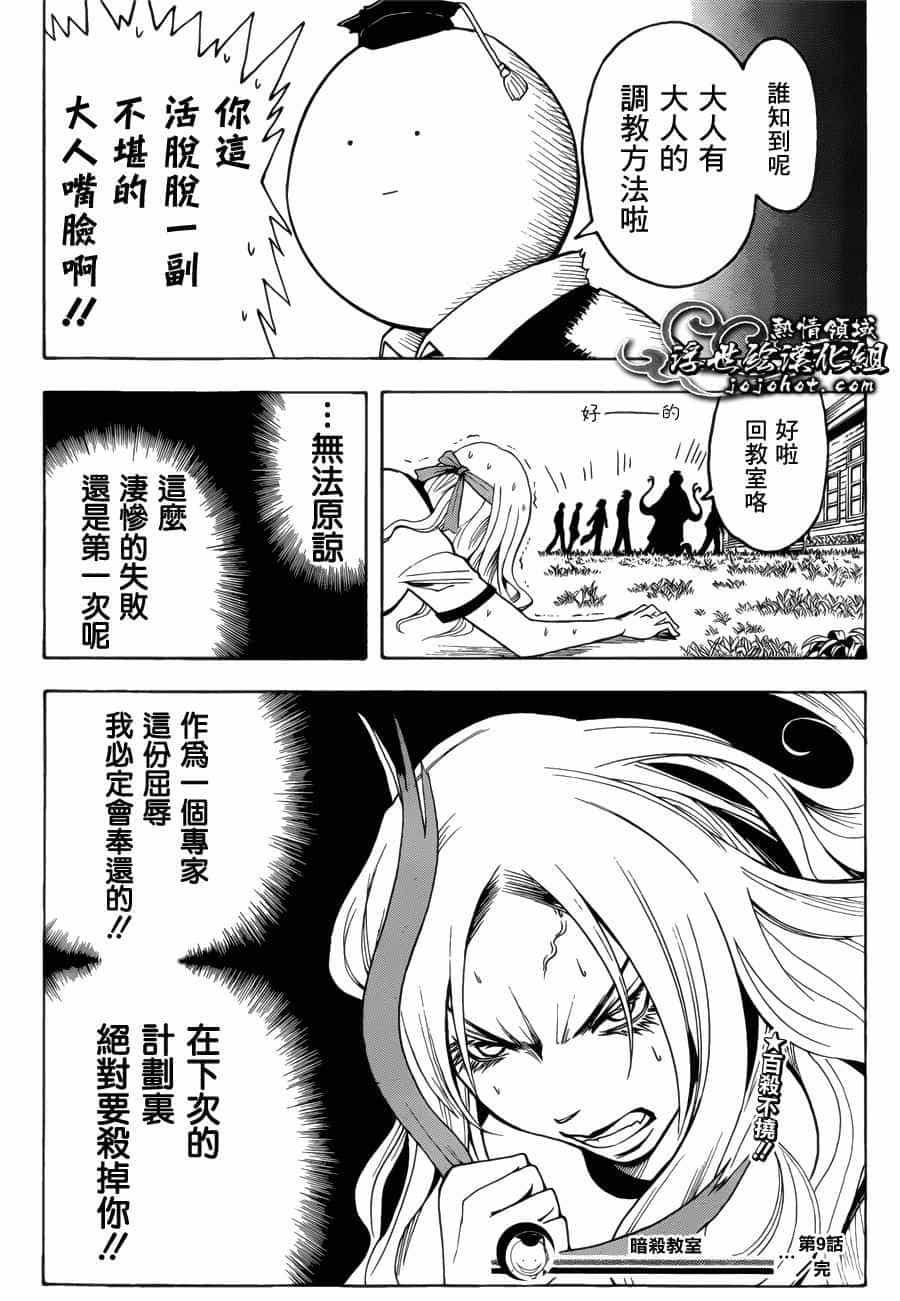 誰知到呢
大人有
大人的
調教方法啦
你這
活脫脫一副
不堪的
大人嘴臉啊!!
熱情領域
浮世绘漢化組
jojohot.com
好啦
回教室咯
好——的
…無法原諒
這麼
淒慘的失敗
還是第一次呢
作爲一個專家
這份屈辱
我必定會奉還的!!
在下次的
計劃裏
絕對要殺掉你!!
★百殺不撓!!
暗殺教室
…
第9話
完